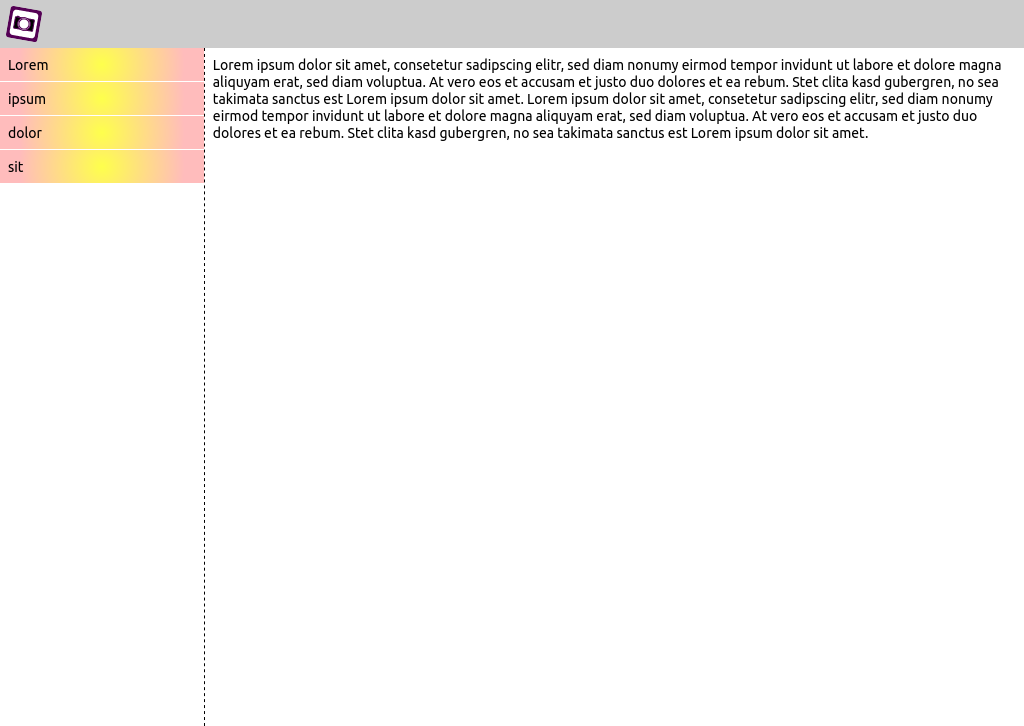 Lorem
ipsum
dolor
sit
Lorem ipsum dolor sit amet, consetetur sadipscing elitr, sed diam nonumy eirmod tempor invidunt ut labore et dolore magna
aliquyam erat, sed diam voluptua. At vero eos et accusam et justo duo dolores et ea rebum. Stet clita kasd gubergren, no sea
takimata sanctus est Lorem ipsum dolor sit amet. Lorem ipsum dolor sit amet, consetetur sadipscing elitr, sed diam nonumy
eirmod tempor invidunt ut labore et dolore magna aliquyam erat, sed diam voluptua. At vero eos et accusam et justo duo
dolores et ea rebum. Stet clita kasd gubergren, no sea takimata sanctus est Lorem ipsum dolor sit amet.